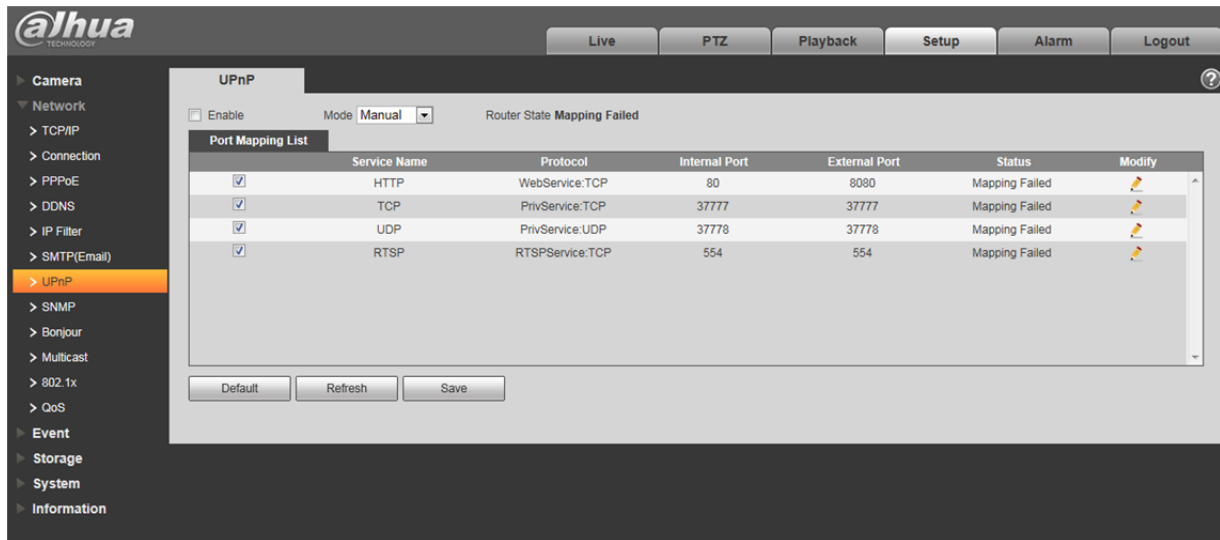 alhua
TECHNOLOGY
Live PTZ Playback Setup Alarm Logout
Camera
Network
TCP/IP
Connection
PPPoE
DDNS
IP Filter
SMTP(Email)
UPnP
SNMP
Bonjour
Multicast
802.1x
QoS
Event
Storage
System
Information
UPnP
?
Enable Mode Manual Router State Mapping Failed
Port Mapping List
Service Name Protocol Internal Port External Port Status Modify
HTTP WebService:TCP 80 8080 Mapping Failed
TCP PrivService:TCP 37777 37777 Mapping Failed
UDP PrivService:UDP 37778 37778 Mapping Failed
RTSP RTSPService:TCP 554 554 Mapping Failed
Default Refresh Save